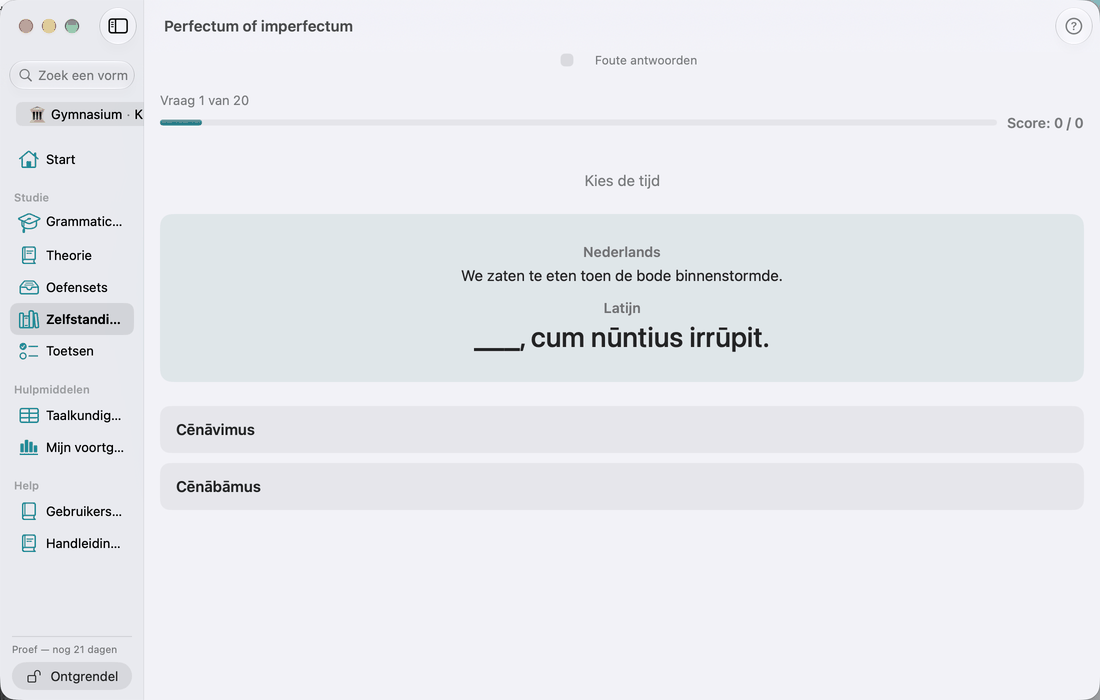 Perfectum of imperfectum
Zoek een vorm
Foute antwoorden
Gymnasium · K
Vraag 1 van 20
Score: 0 / 0
Start
Studie
Grammatic...
Theorie
Oefensets
Zelfstandi...
Toetsen
Hulpmiddelen
Taalkundig...
Mijn voortg...
Help
Gebruikers...
Handleidin...
Proef — nog 21 dagen
Ontgrendel
Kies de tijd
Nederlands
We zaten te eten toen de bode binnenstormde.
Latijn
____, cum nūntius irrūpit.
Cēnāvimus
Cēnābāmus